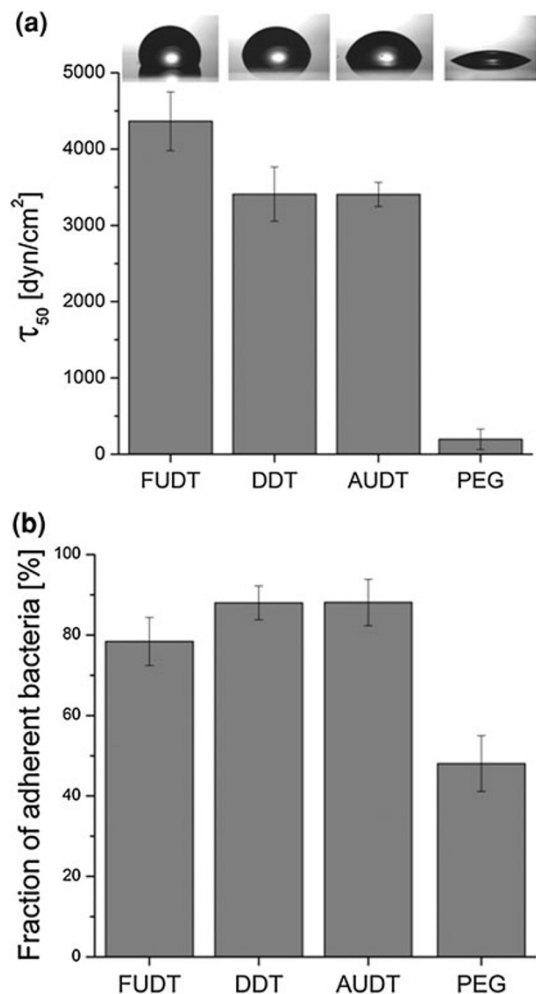 (a)
5000
4000
3000
2000
1000
0
τ50 [dyn/cm2]
FUDT DDT AUDT PEG
(b)
100
80
60
40
20
0
Fraction of adherent bacteria [%]
FUDT DDT AUDT PEG